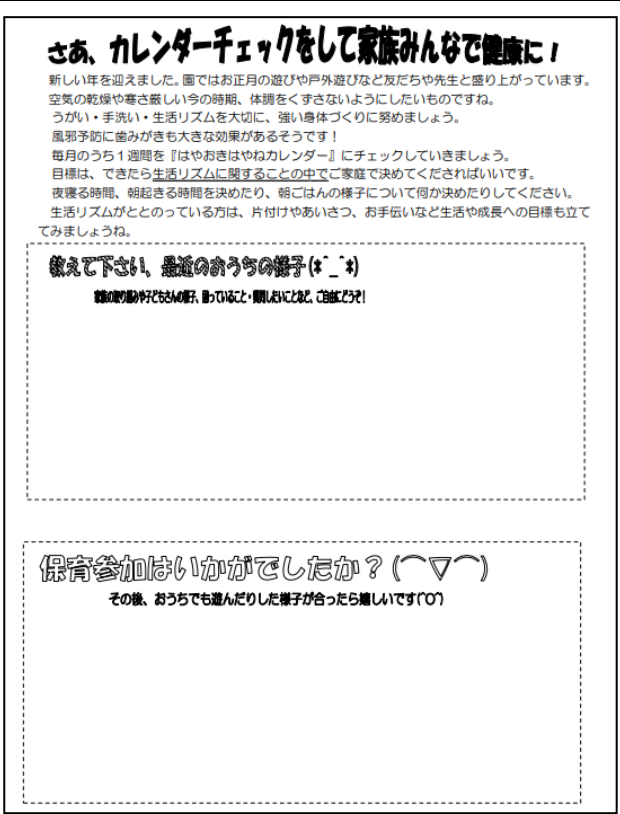 さあ、カレンダーチェックをして家族みんなで健康に！
新しい年を迎えました。園ではお正月の遊びや戸外遊びなど友だちや先生と盛り上がっています。
空気の乾燥や寒さ厳しい今の時期、体調をくずさないようにしたいものですね。
うがい・手洗い・生活リズムを大切に、強い身体づくりに努めましょう。
風邪予防に歯みがきも大きな効果があるそうです！
毎月のうち１週間を『はやおきはやねカレンダー』にチェックしていきましょう。
目標は、できたら生活リズムに関することの中でご家庭で決めてくださればいいです。
夜寝る時間、朝起きる時間を決めたり、朝ごはんの様子について何か決めたりしてください。
生活リズムがととのっている方は、片付けやあいさつ、お手伝いなど生活や成長への目標も立て
てみましょうね。
教えて下さい、最近のおうちの様子(*^_^*)
家族の取り組みや子どもさんの様子、困っていること・質問したいことなど、ご自由にどうぞ！
保育参加はいかがでしたか？(⌒▽⌒)
その後、おうちでも遊んだりした様子が合ったら嬉しいです(^O^)